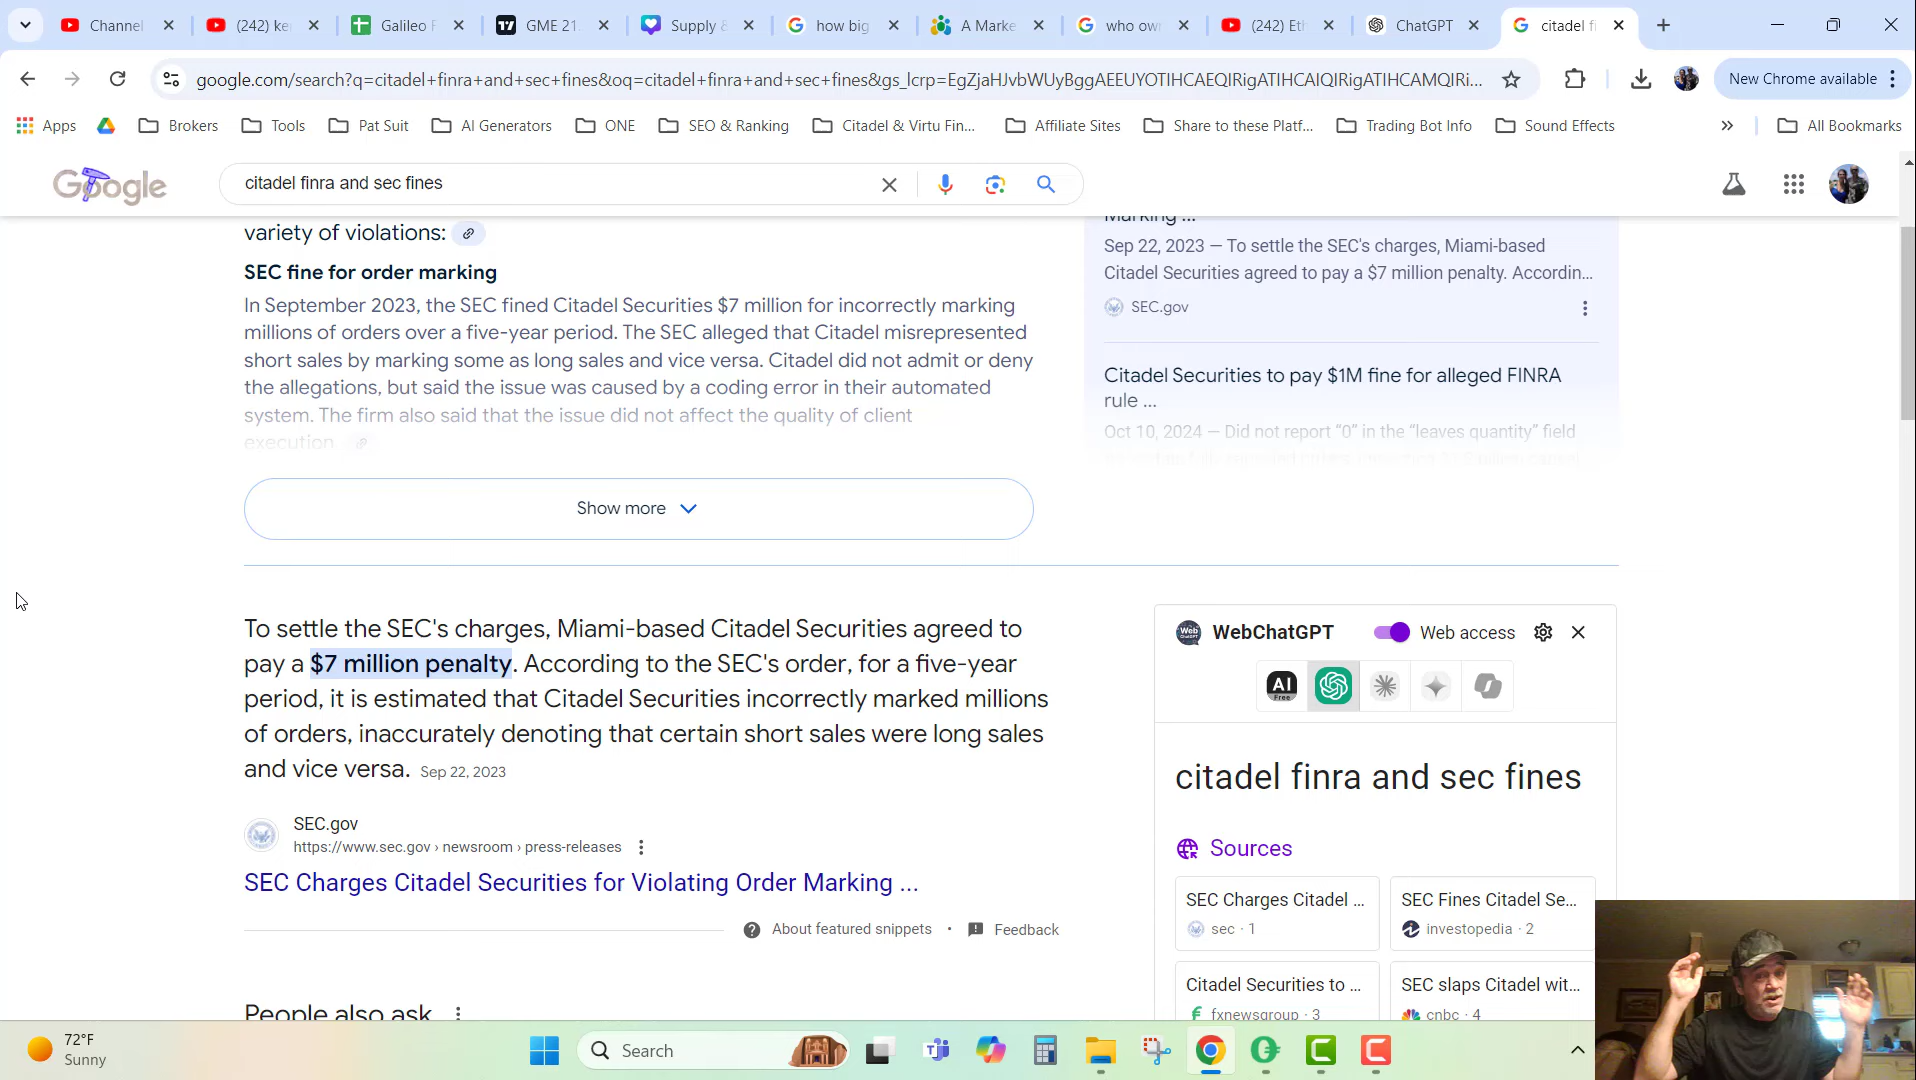 Channel
(242) ke
Galileo F
GME 21.
Supply &
how big
A Marke
who ow
(242) Et
ChatGPT
citadel fi
google.com/search?q=citadel+finra+and+sec+fines&oq=citadel+finra+and+sec+fines&gs_lcrp=EgZjaHJvbWUyBggAEEUYOTIHCAEQIRigATIHCAIQIRigATIHCAMQIRi...
New Chrome available
Apps
Brokers
Tools
Pat Suit
AI Generators
ONE
SEO & Ranking
Citadel & Virtu Fin...
Affiliate Sites
Share to these Platf...
Trading Bot Info
Sound Effects
All Bookmarks
Google
citadel finra and sec fines
variety of violations:
SEC fine for order marking
In September 2023, the SEC fined Citadel Securities $7 million for incorrectly marking
millions of orders over a five-year period. The SEC alleged that Citadel misrepresented
short sales by marking some as long sales and vice versa. Citadel did not admit or deny
the allegations, but said the issue was caused by a coding error in their automated
system. The firm also said that the issue did not affect the quality of client
execution
Show more
Marking ...
Sep 22, 2023 — To settle the SEC's charges, Miami-based
Citadel Securities agreed to pay a $7 million penalty. Accordin...
SEC.gov
Citadel Securities to pay $1M fine for alleged FINRA
rule ...
Oct 10, 2024 — Did not report “0” in the “leaves quantity” field
To settle the SEC's charges, Miami-based Citadel Securities agreed to
pay a $7 million penalty. According to the SEC's order, for a five-year
period, it is estimated that Citadel Securities incorrectly marked millions
of orders, inaccurately denoting that certain short sales were long sales
and vice versa. Sep 22, 2023
SEC.gov
https://www.sec.gov › newsroom › press-releases
SEC Charges Citadel Securities for Violating Order Marking ...
About featured snippets
•
Feedback
People also ask
Web ChatGPT
WebChatGPT
Web access
AI Free
citadel finra and sec fines
Sources
SEC Charges Citadel ...
sec · 1
SEC Fines Citadel Se...
investopedia · 2
Citadel Securities to ...
fxnewsgroup · 3
SEC slaps Citadel wit...
cnbc · 4
72°F
Sunny
Search